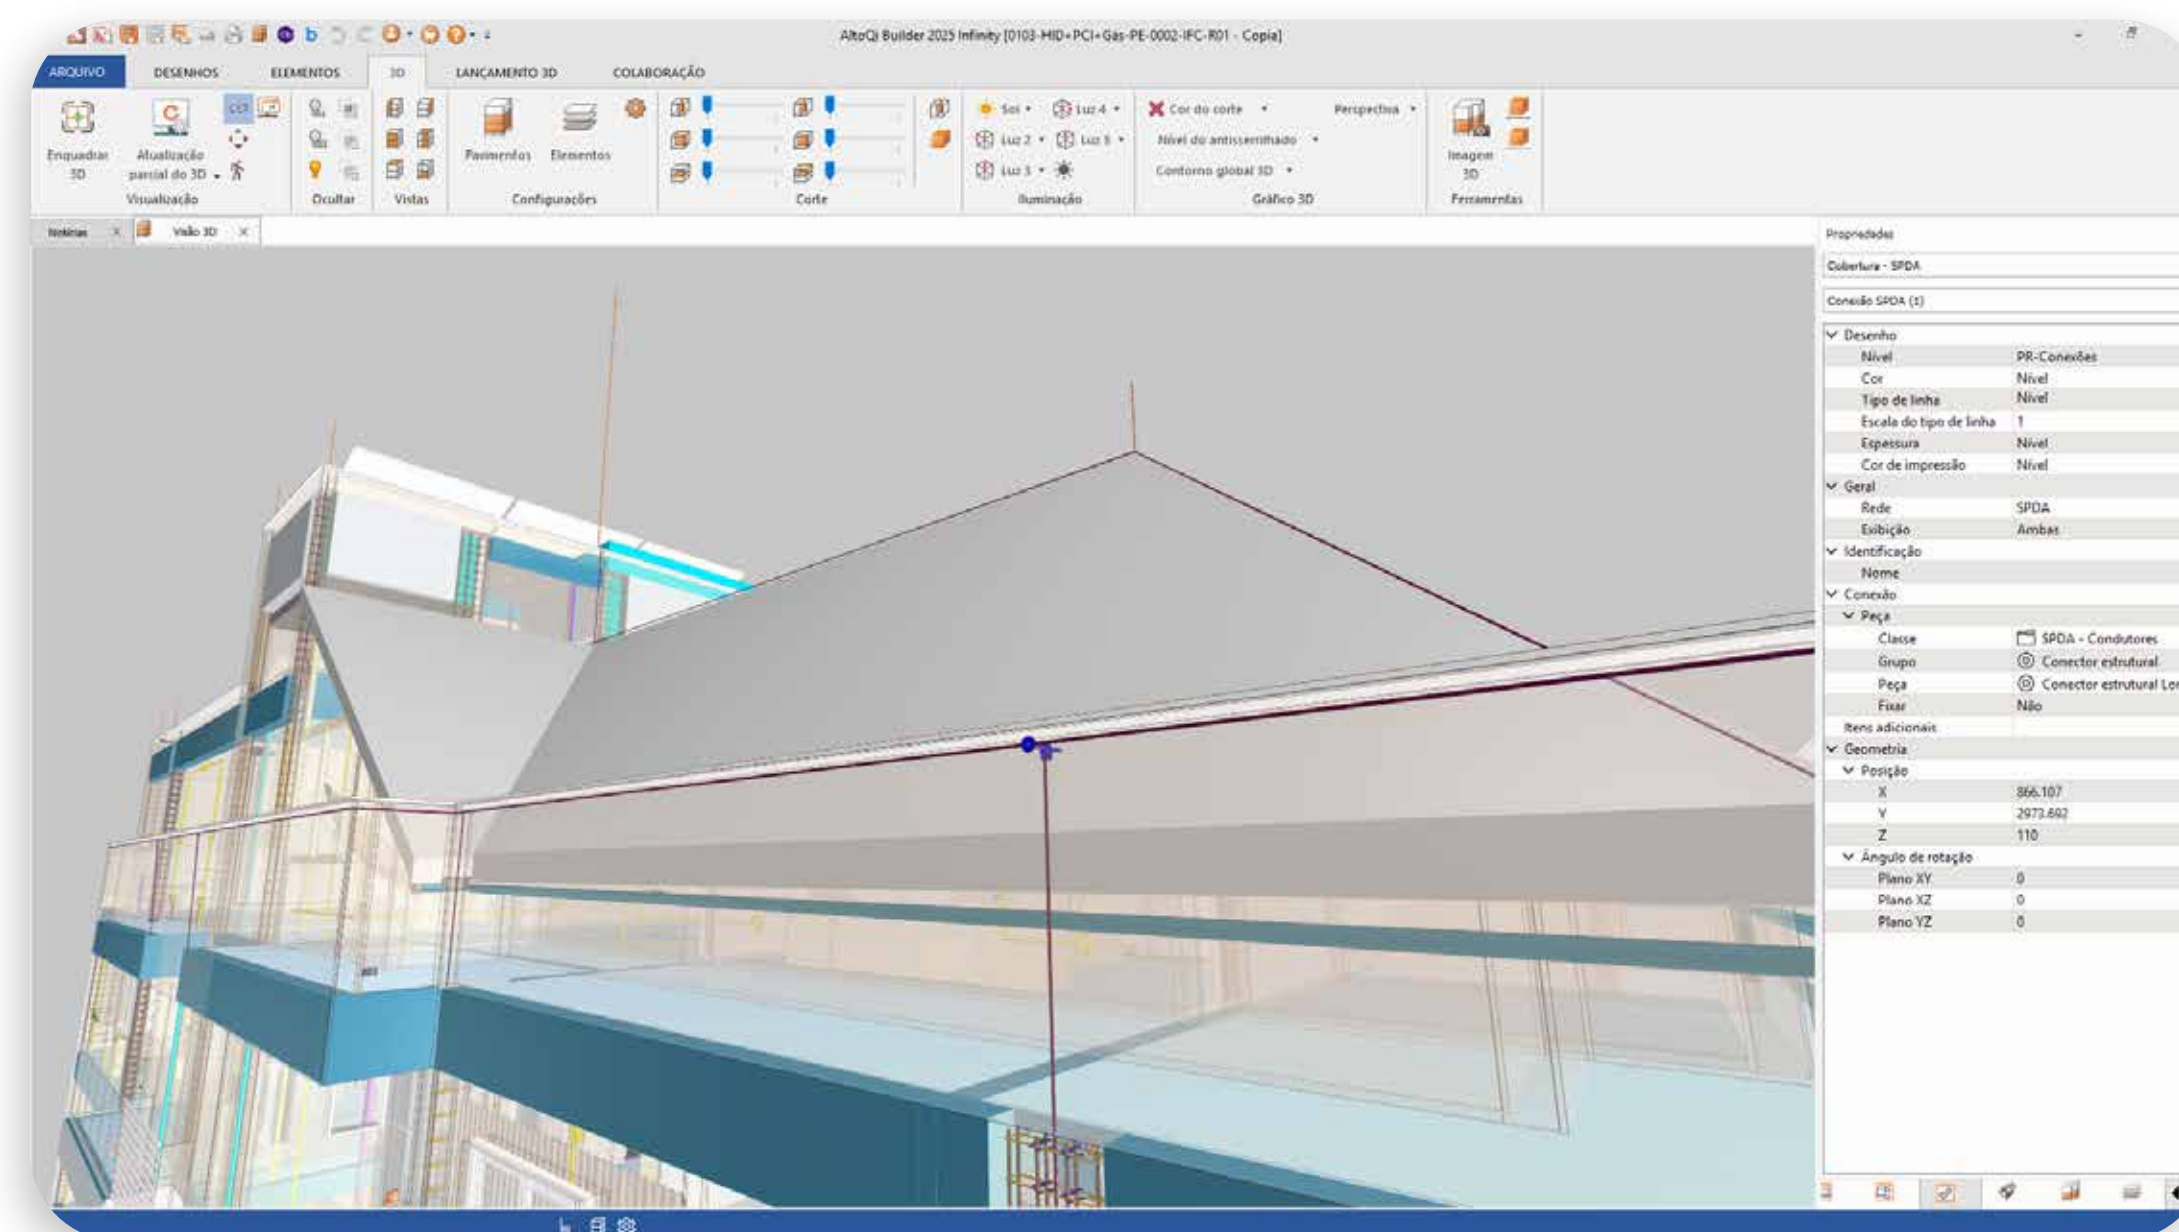 AltoQi Builder 2025 Infinity [0103-HID+PCI+Gás-PE-0002-IFC-R01 - Copia]
ARQUIVO DESENHOS ELEMENTOS 3D LANÇAMENTO 3D COLABORAÇÃO
Enquadrar 3D
Atualização parcial do 3D
Visualização
Ocultar
Vistas
Pavimentos Elementos
Configurações
Corte
Sol Luz 4
Luz 2 Luz 5
Luz 3
Iluminação
Cor do corte Perspectiva
Nível do antisserrilhado
Contorno global 3D
Gráfico 3D
Imagem 3D
Ferramentas
Notícias X Visão 3D X
Propriedades
Cobertura - SPDA
Conexão SPDA (1)
Desenho
Nível PR-Conexões
Cor Nível
Tipo de linha Nível
Escala do tipo de linha 1
Espessura Nível
Cor de impressão Nível
Geral
Rede SPDA
Exibição Ambas
Identificação
Nome
Conexão
Peça
Classe SPDA - Condutores
Grupo Conector estrutural
Peça Conector estrutural
Fixar Não
Itens adicionais
Geometria
Posição
X 866.107
Y 2973.692
Z 110
Ângulo de rotação
Plano XY 0
Plano XZ 0
Plano YZ 0